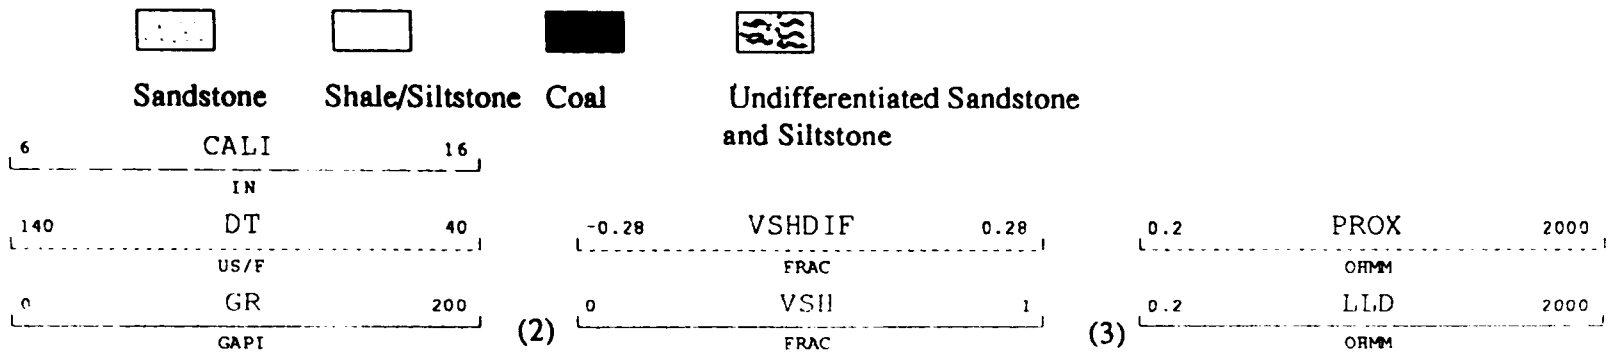 Sandstone Shale/Siltstone Coal Undifferentiated Sandstone
and Siltstone
6 CALI 16
IN
140 DT 40 -0.28 VSHDIF 0.28 0.2 PROX 2000
US/F FRAC OHMM
0 GR 200 (2) 0 VSH 1 (3) 0.2 LLD 2000
GAPI FRAC OHMM